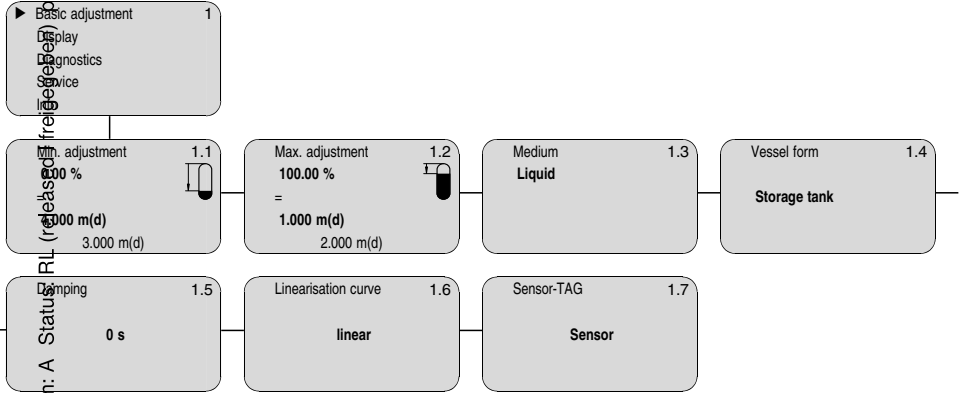 ▶ Basic adjustment 1
Display
Diagnostics
Service
Min. adjustment 1.1
0.00 %
4.000 m(d)
3.000 m(d)
Max. adjustment 1.2
100.00 %
=
1.000 m(d)
2.000 m(d)
Medium 1.3
Liquid
Vessel form 1.4
Storage tank
Damping 1.5
0 s
Linearisation curve 1.6
linear
Sensor-TAG 1.7
Sensor
n: A Status: RL (released / freigegeben)